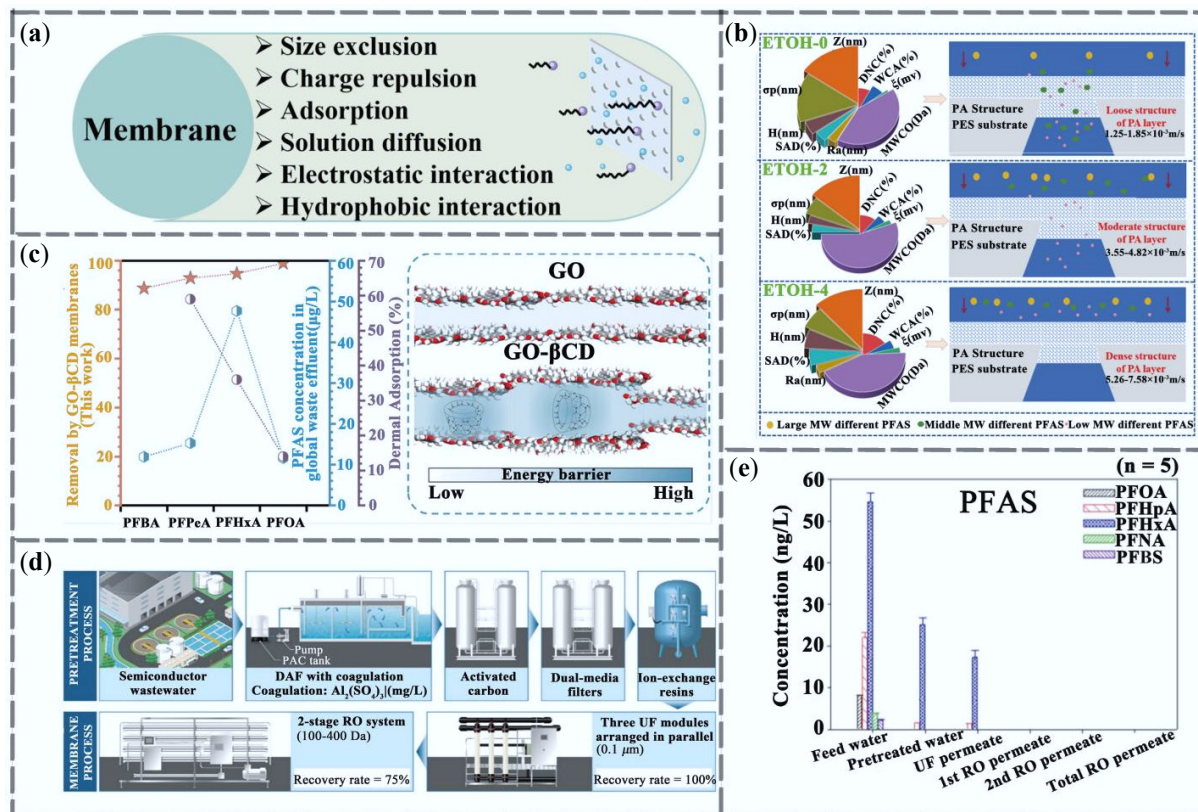 (a)
Membrane
➢ Size exclusion
➢ Charge repulsion
➢ Adsorption
➢ Solution diffusion
➢ Electrostatic interaction
➢ Hydrophobic interaction
(b)
ETOH-0
Z(nm)
DNC(%)
WCA(%)
ξ(mv)
MWCO(Da)
Ra(nm)
SAD(%)
H(nm)
σp(nm)
PA Structure
PES substrate
Loose structure
of PA layer
1.25-1.85×10⁻³m/s
ETOH-2
Z(nm)
DNC(%)
WCA(%)
ξ(mv)
MWCO(Da)
SAD(%)
H(nm)
σp(nm)
PA Structure
PES substrate
Moderate structure
of PA layer
3.55-4.82×10⁻³m/s
ETOH-4
Z(nm)
DNC(%)
WCA(%)
ξ(mv)
MWCO(Da)
Ra(nm)
SAD(%)
H(nm)
σp(nm)
PA Structure
PES substrate
Dense structure
of PA layer
5.26-7.58×10⁻³m/s
Large MW different PFAS
Middle MW different PFAS
Low MW different PFAS
(c)
Removal by GO-βCD membranes
(This work)
100
80
60
40
20
0
PFBA
PFPeA
PFHxA
PFOA
60
50
40
30
20
10
0
PFAS concentration in
global waste effluent(μg/L)
70
60
50
40
30
20
10
0
Dermal Adsorption (%)
GO
GO-βCD
Energy barrier
Low
High
(d)
PRETREATMENT
PROCESS
Semiconductor
wastewater
Pump
PAC tank
DAF with coagulation
Coagulation: Al₂(SO₄)₃|(mg/L)
Activated
carbon
Dual-media
filters
Ion-exchange
resins
MEMBRANE
PROCESS
2-stage RO system
(100-400 Da)
Recovery rate = 75%
Three UF modules
arranged in parallel
(0.1 μm)
Recovery rate = 100%
(e)
(n = 5)
PFAS
PFOA
PFHpA
PFHxA
PFNA
PFBS
Concentration (ng/L)
60
60
40
30
20
10
0
Feed water
Pretreated water
UF permeate
1st RO permeate
2nd RO permeate
Total RO permeate